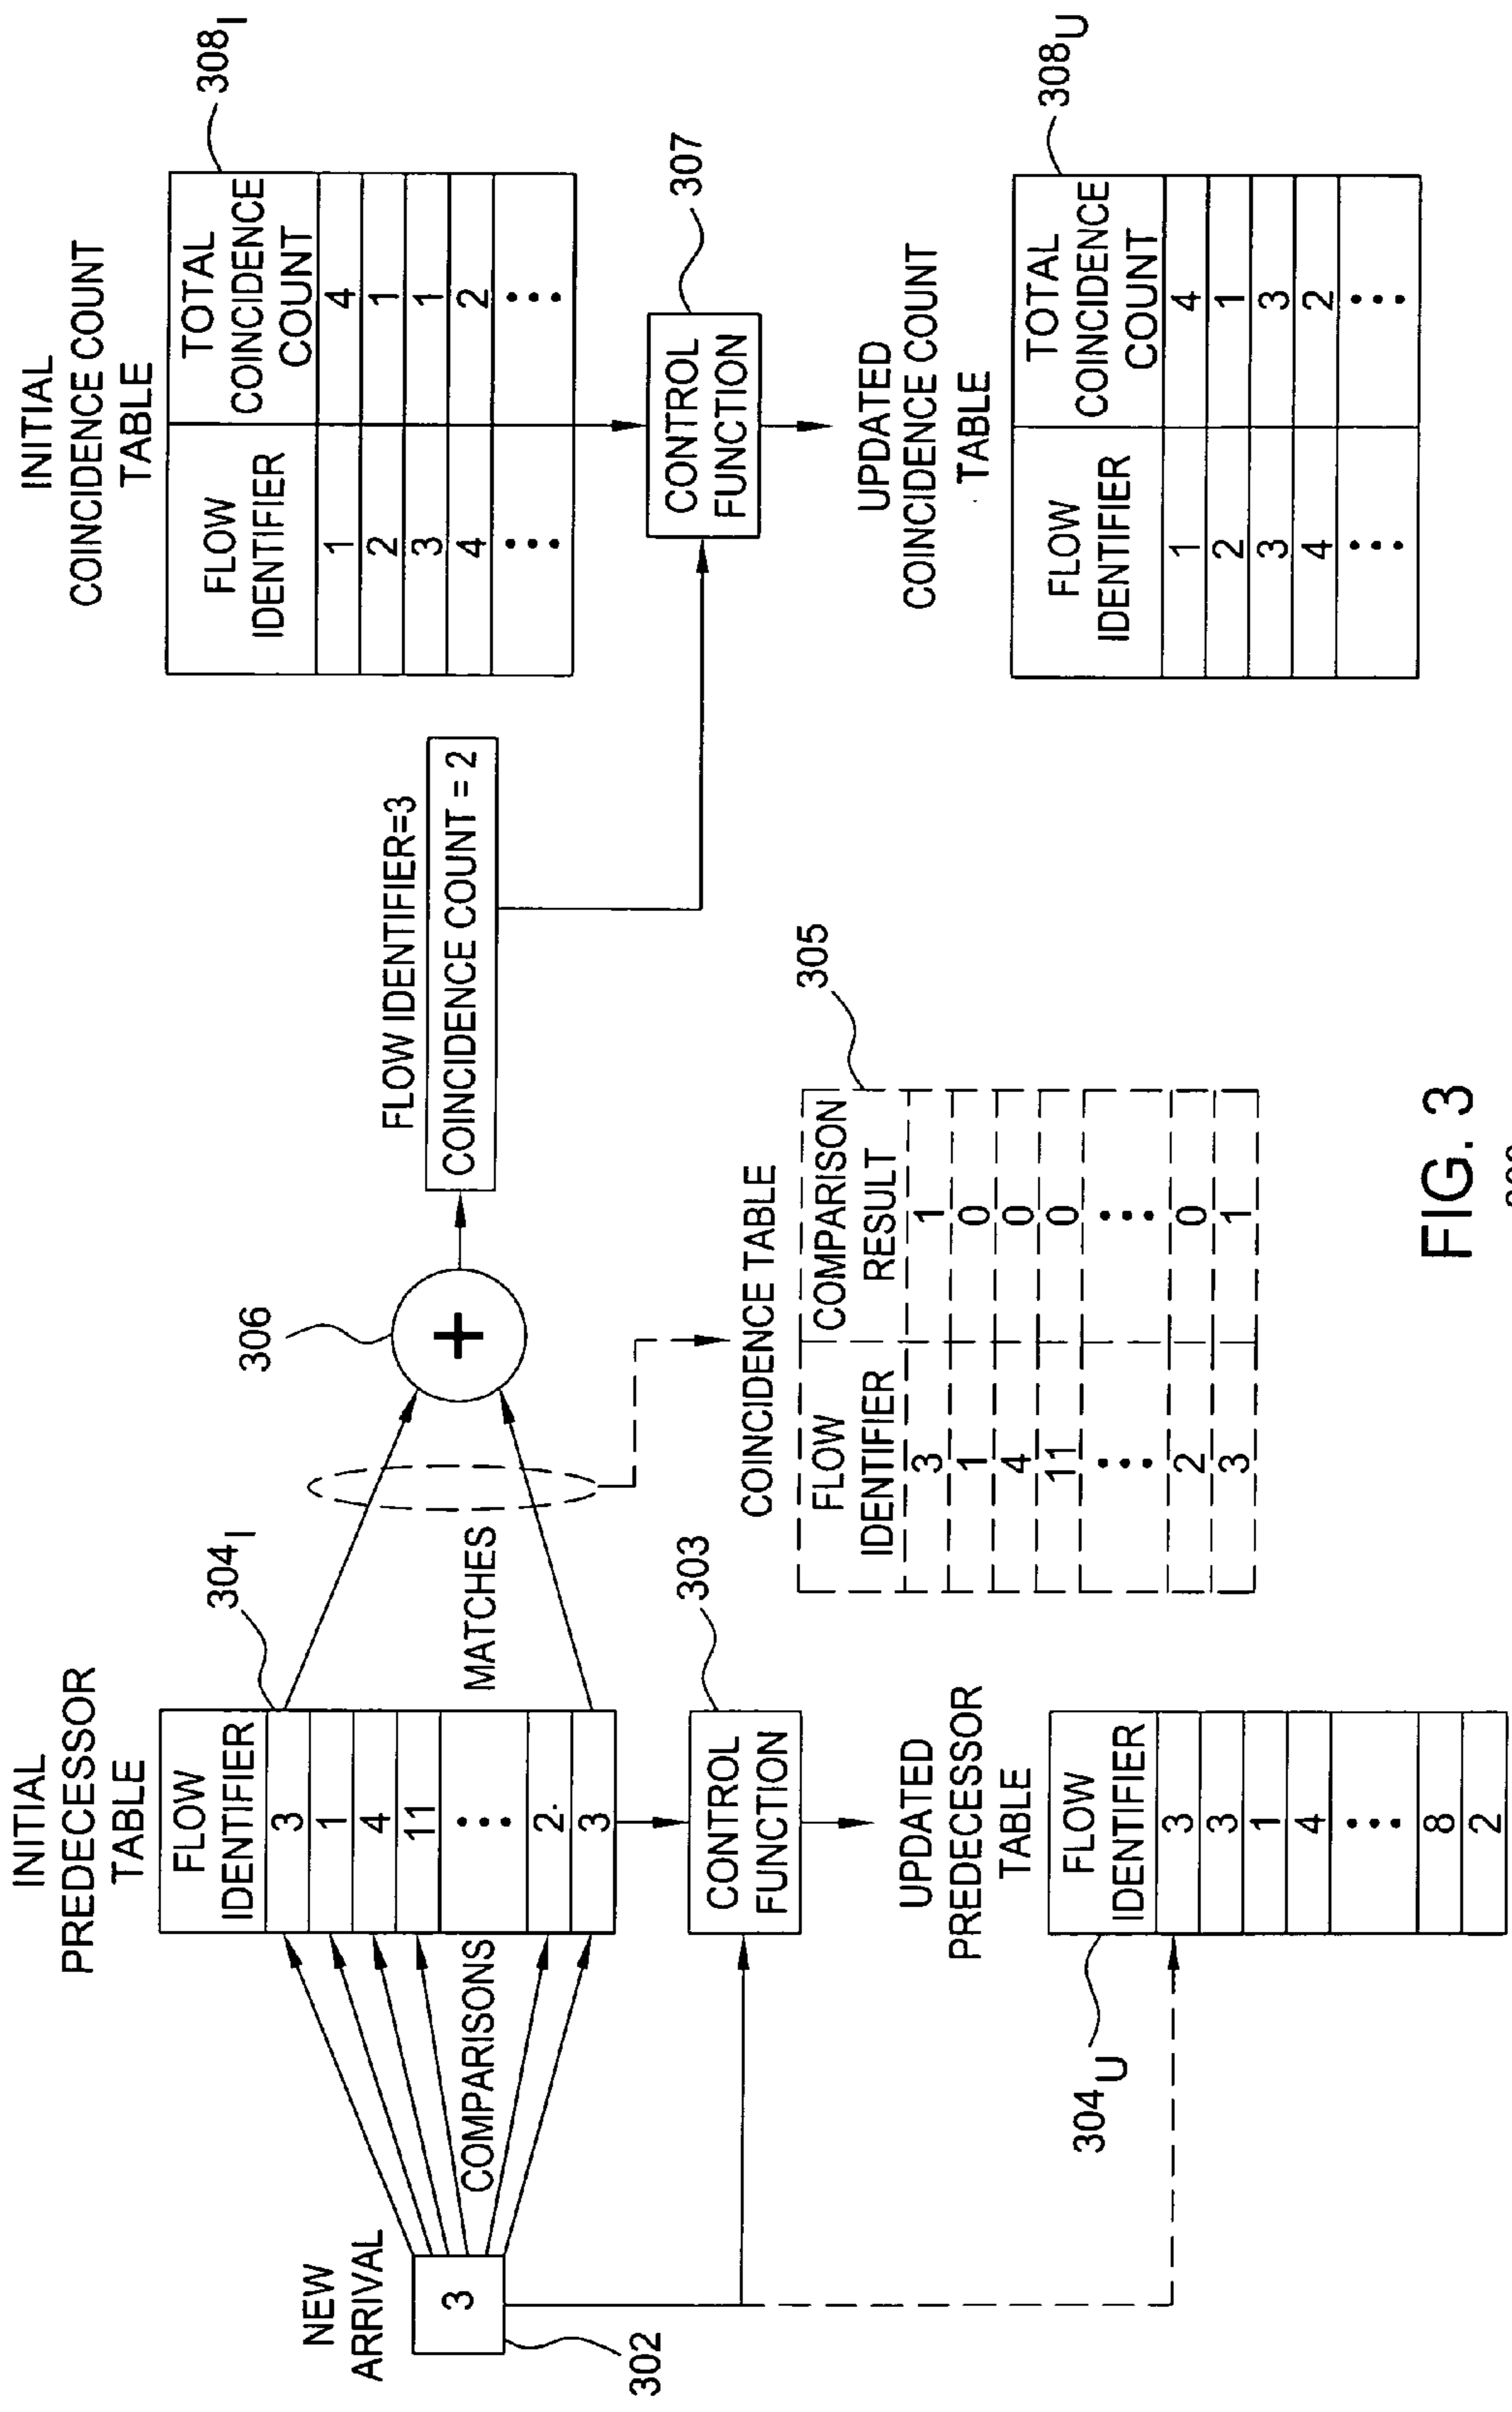 INITIAL
PREDECESSOR
TABLE
304I
FLOW
IDENTIFIER
3
1
4
11
⋮
2.
3
NEW
ARRIVAL
3
302
COMPARISONS
MATCHES
306
+
FLOW IDENTIFIER=3
COINCIDENCE COUNT = 2
INITIAL
COINCIDENCE COUNT
TABLE
308I
FLOW
IDENTIFIER
TOTAL
COINCIDENCE
COUNT
1 4
2 1
3 1
4 2
⋮ ⋮
303
CONTROL
FUNCTION
307
CONTROL
FUNCTION
COINCIDENCE TABLE
305
FLOW
IDENTIFIER
COMPARISON
RESULT
3 1
1 0
4 0
11 0
⋮ ⋮
2 0
3 1
UPDATED
PREDECESSOR
TABLE
304U
FLOW
IDENTIFIER
3
3
1
4
⋮
8
2
UPDATED
COINCIDENCE COUNT
TABLE
308U
FLOW
IDENTIFIER
TOTAL
COINCIDENCE
COUNT
1 4
2 1
3 3
4 2
⋮ ⋮
FIG. 3